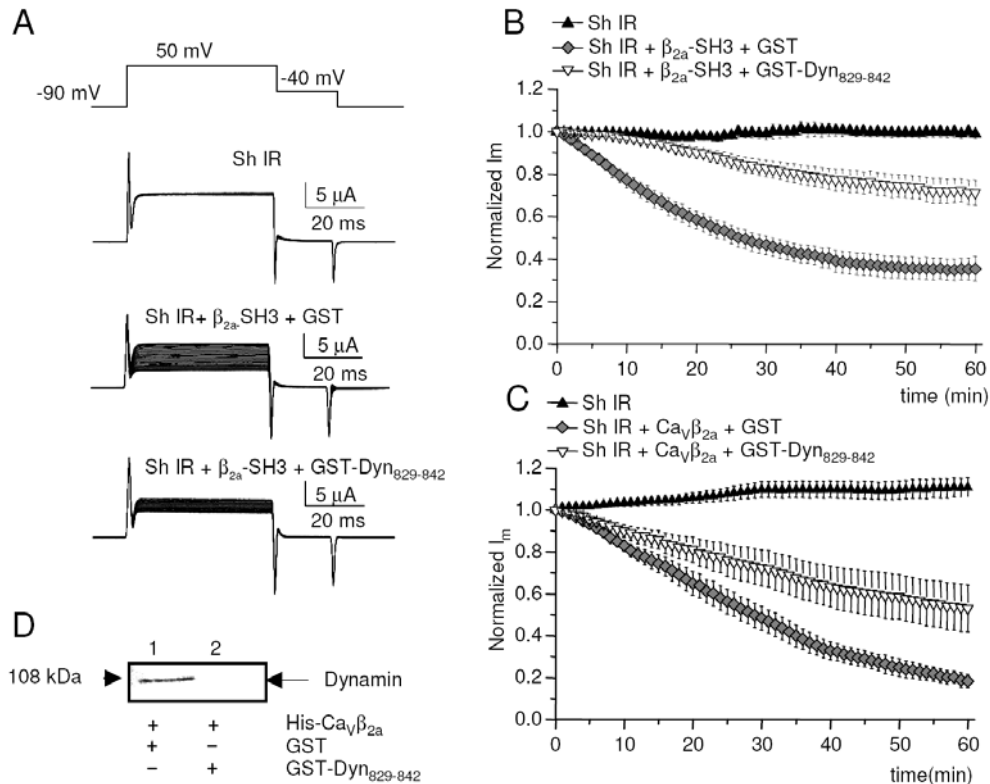 A
50 mV
-40 mV
-90 mV
Sh IR
5 µA
20 ms
Sh IR+ β2a-SH3 + GST
5 µA
20 ms
Sh IR + β2a-SH3 + GST-Dyn829-842
5 µA
20 ms
B
Sh IR
Sh IR + β2a-SH3 + GST
Sh IR + β2a-SH3 + GST-Dyn829-842
Normalized Im
1.2
1.0
0.8
0.6
0.4
0.2
0.0
0 10 20 30 40 50 60
time (min)
C
Sh IR
Sh IR + CaVβ2a + GST
Sh IR + CaVβ2a + GST-Dyn829-842
Normalized Im
1.2
1.0
0.8
0.6
0.4
0.2
0.0
0 10 20 30 40 50 60
time(min)
D
1 2
108 kDa
Dynamin
+ + His-CaVβ2a
+ – GST
– + GST-Dyn829-842